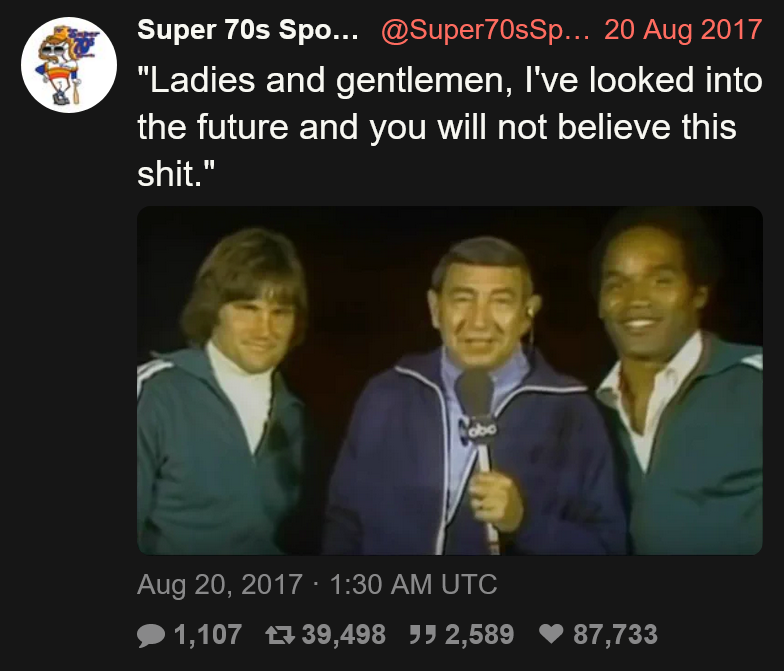 Super 70s Spo... @Super70sSp... 20 Aug 2017
"Ladies and gentlemen, I've looked into
the future and you will not believe this
shit."
abc
Aug 20, 2017 · 1:30 AM UTC
1,107 39,498 2,589 87,733